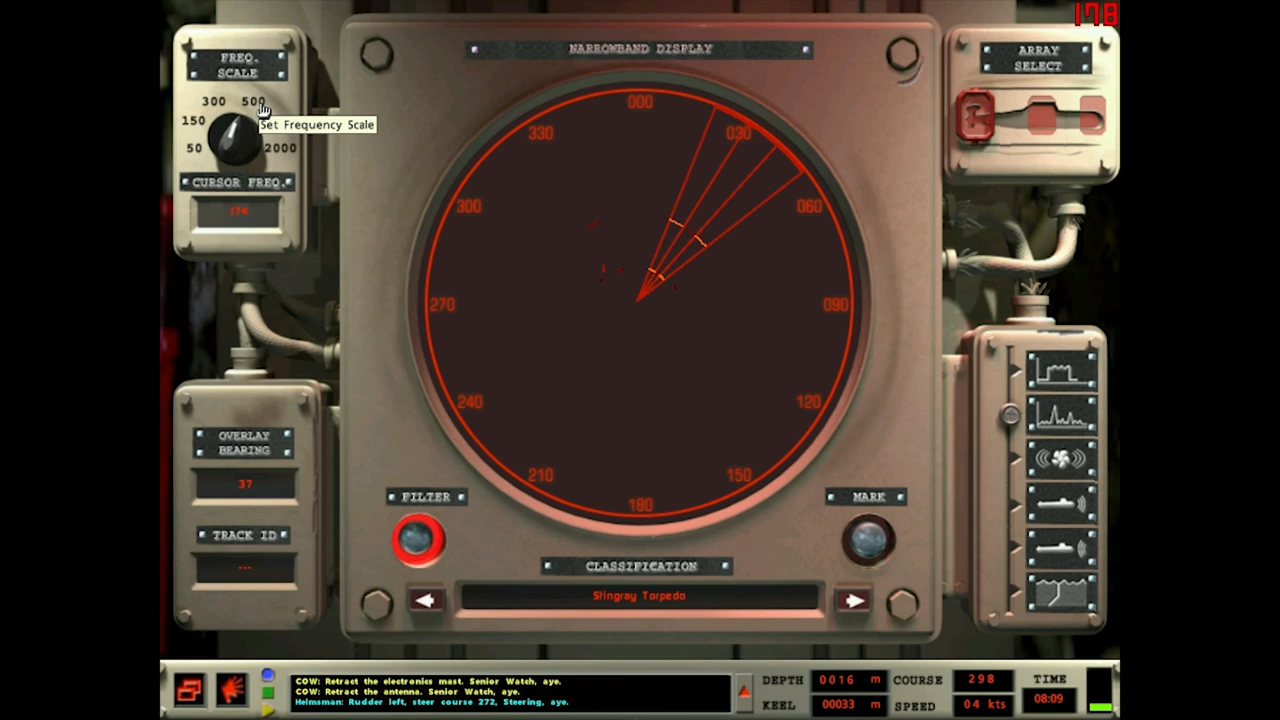 178
NARROWBAND DISPLAY
FREQ.
SCALE
ARRAY
SELECT
300 500
150
50 2000
Set Frequency Scale
CURSOR FREQ.
174
000
030
060
090
120
150
180
210
240
270
300
330
OVERLAY
BEARING
37
TRACK ID
---
FILTER
MARK
CLASSIFICATION
Stingray Torpedo
COW: Retract the electronics mast. Senior Watch, aye.
COW: Retract the antenna. Senior Watch, aye.
Helmsman: Rudder left, steer course 272, Steering, aye.
DEPTH 0016 m COURSE 298 TIME
KEEL 00033 m SPEED 04 kts 08:09